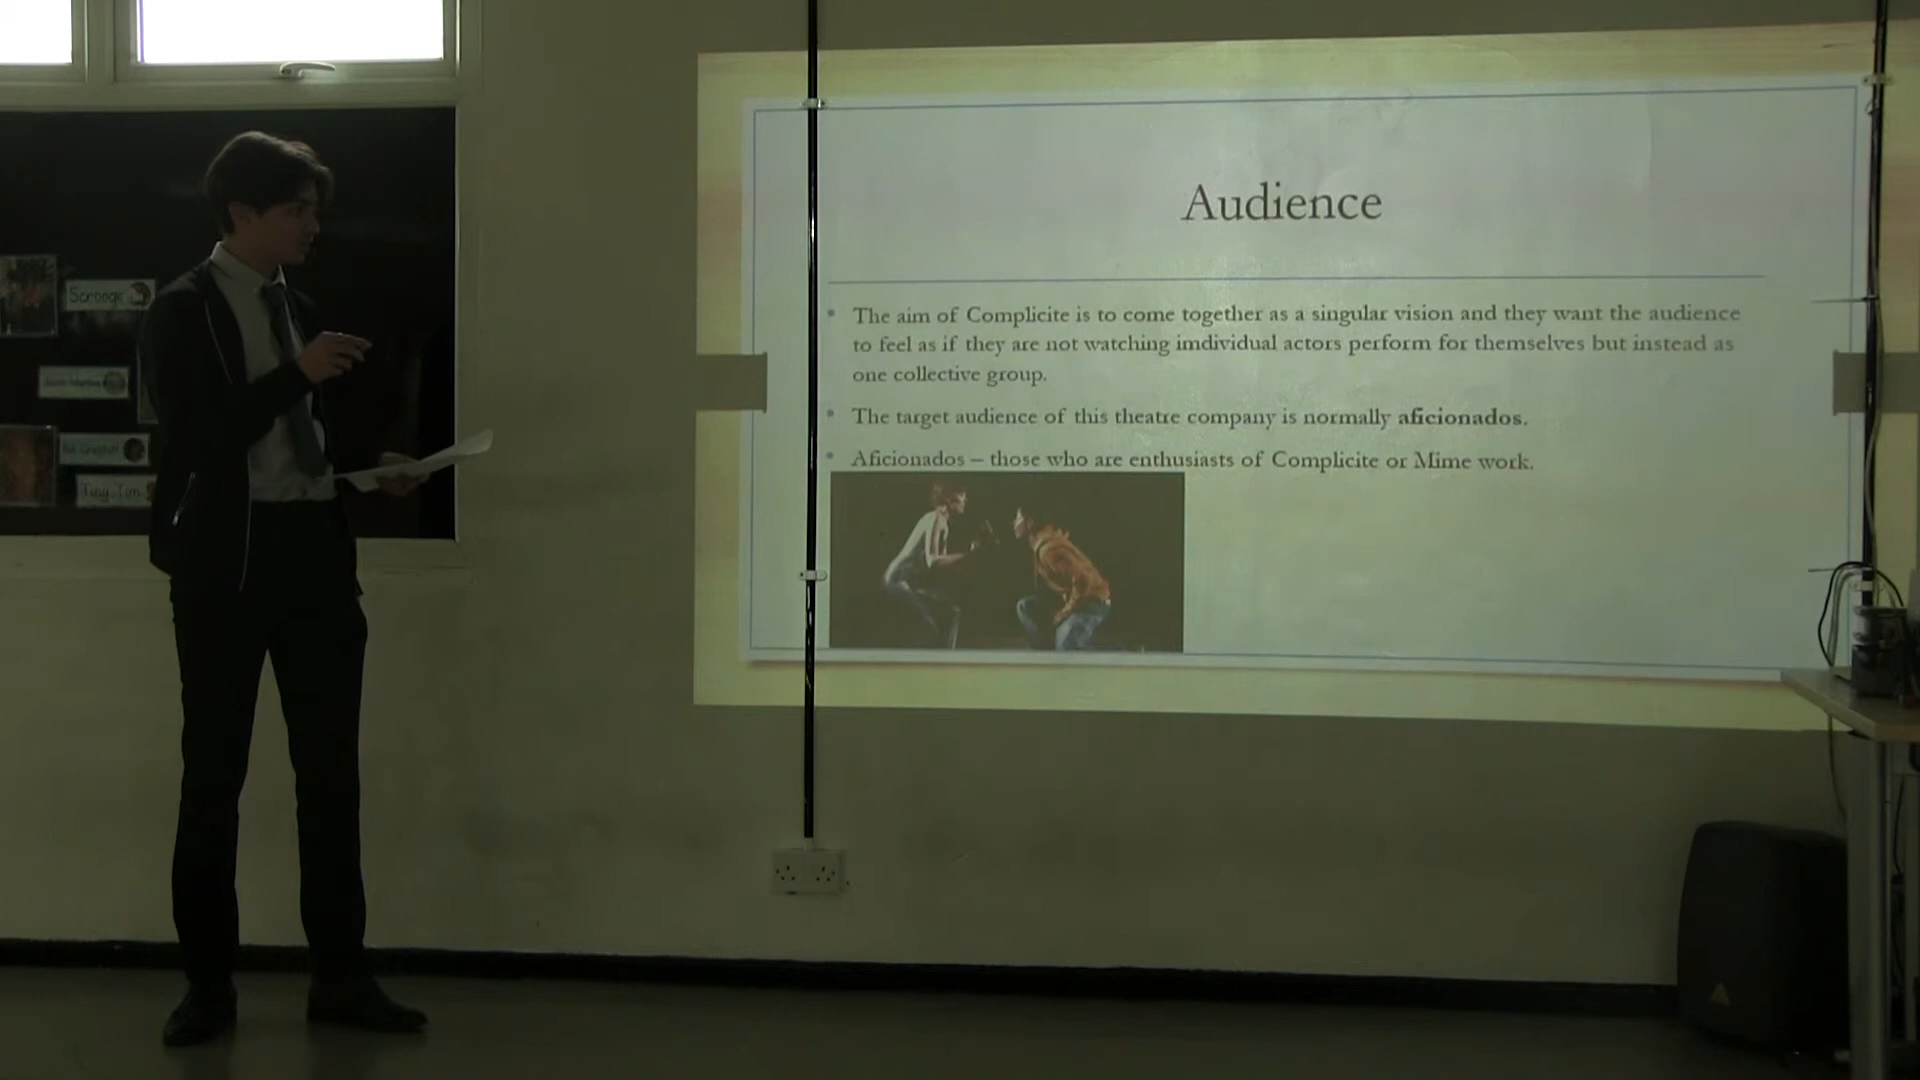 Audience
The aim of Complicite is to come together as a singular vision and they want the audience
to feel as if they are not watching imdividual actors perform for themselves but instead as
one collective group.
The target audience of this theatre company is normally aficionados.
Aficionados – those who are enthusiasts of Complicite or Mime work.
Scrooge
Tiny Tim